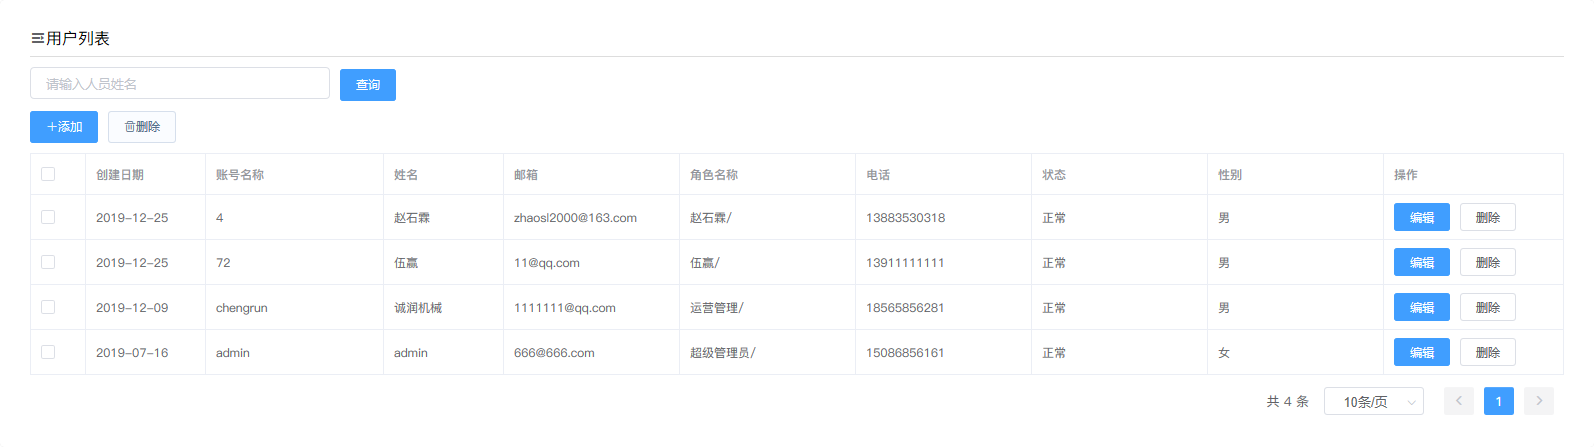 用户列表
请输入人员姓名 查询
+添加 删除
创建日期 账号名称 姓名 邮箱 角色名称 电话 状态 性别 操作
2019-12-25 4 赵石霖 zhaosl2000@163.com 赵石霖/ 13883530318 正常 男 编辑 删除
2019-12-25 72 伍赢 11@qq.com 伍赢/ 13911111111 正常 男 编辑 删除
2019-12-09 chengrun 诚润机械 1111111@qq.com 运营管理/ 18565856281 正常 男 编辑 删除
2019-07-16 admin admin 666@666.com 超级管理员/ 15086856161 正常 女 编辑 删除
共 4 条 10条/页 < 1 >